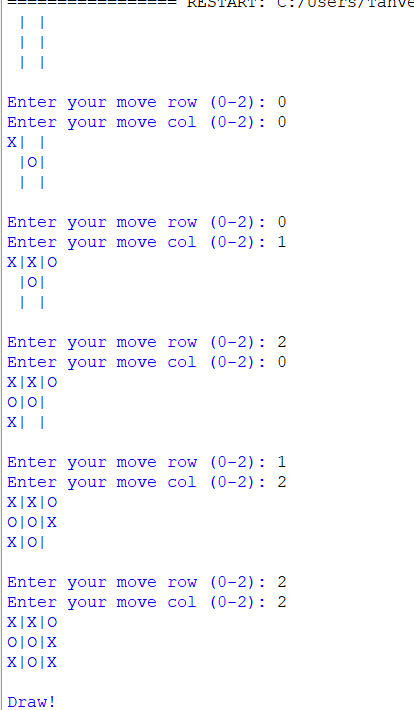 ================= RESTART: C:/Users/Tanve
 | |
 | |
 | |
Enter your move row (0-2): 0
Enter your move col (0-2): 0
X| |
 |O|
 | |
Enter your move row (0-2): 0
Enter your move col (0-2): 1
X|X|O
 |O|
 | |
Enter your move row (0-2): 2
Enter your move col (0-2): 0
X|X|O
O|O|
X| |
Enter your move row (0-2): 1
Enter your move col (0-2): 2
X|X|O
O|O|X
X|O|
Enter your move row (0-2): 2
Enter your move col (0-2): 2
X|X|O
O|O|X
X|O|X
Draw!